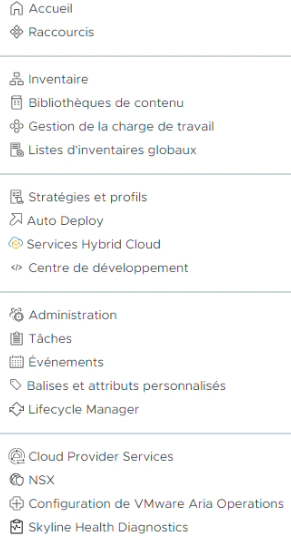 Accueil
Raccourcis
Inventaire
Bibliothèques de contenu
Gestion de la charge de travail
Listes d'inventaires globaux
Stratégies et profils
Auto Deploy
Services Hybrid Cloud
Centre de développement
Administration
Tâches
Événements
Balises et attributs personnalisés
Lifecycle Manager
Cloud Provider Services
NSX
Configuration de VMware Aria Operations
Skyline Health Diagnostics